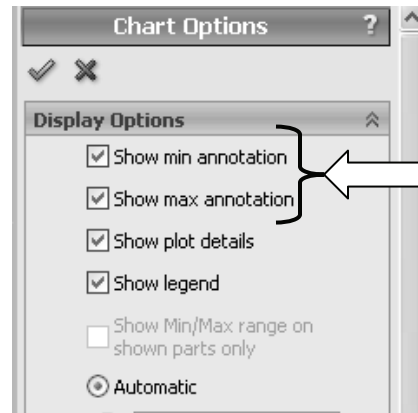 Chart Options ?
Display Options
Show min annotation
Show max annotation
Show plot details
Show legend
Show Min/Max range on
shown parts only
Automatic